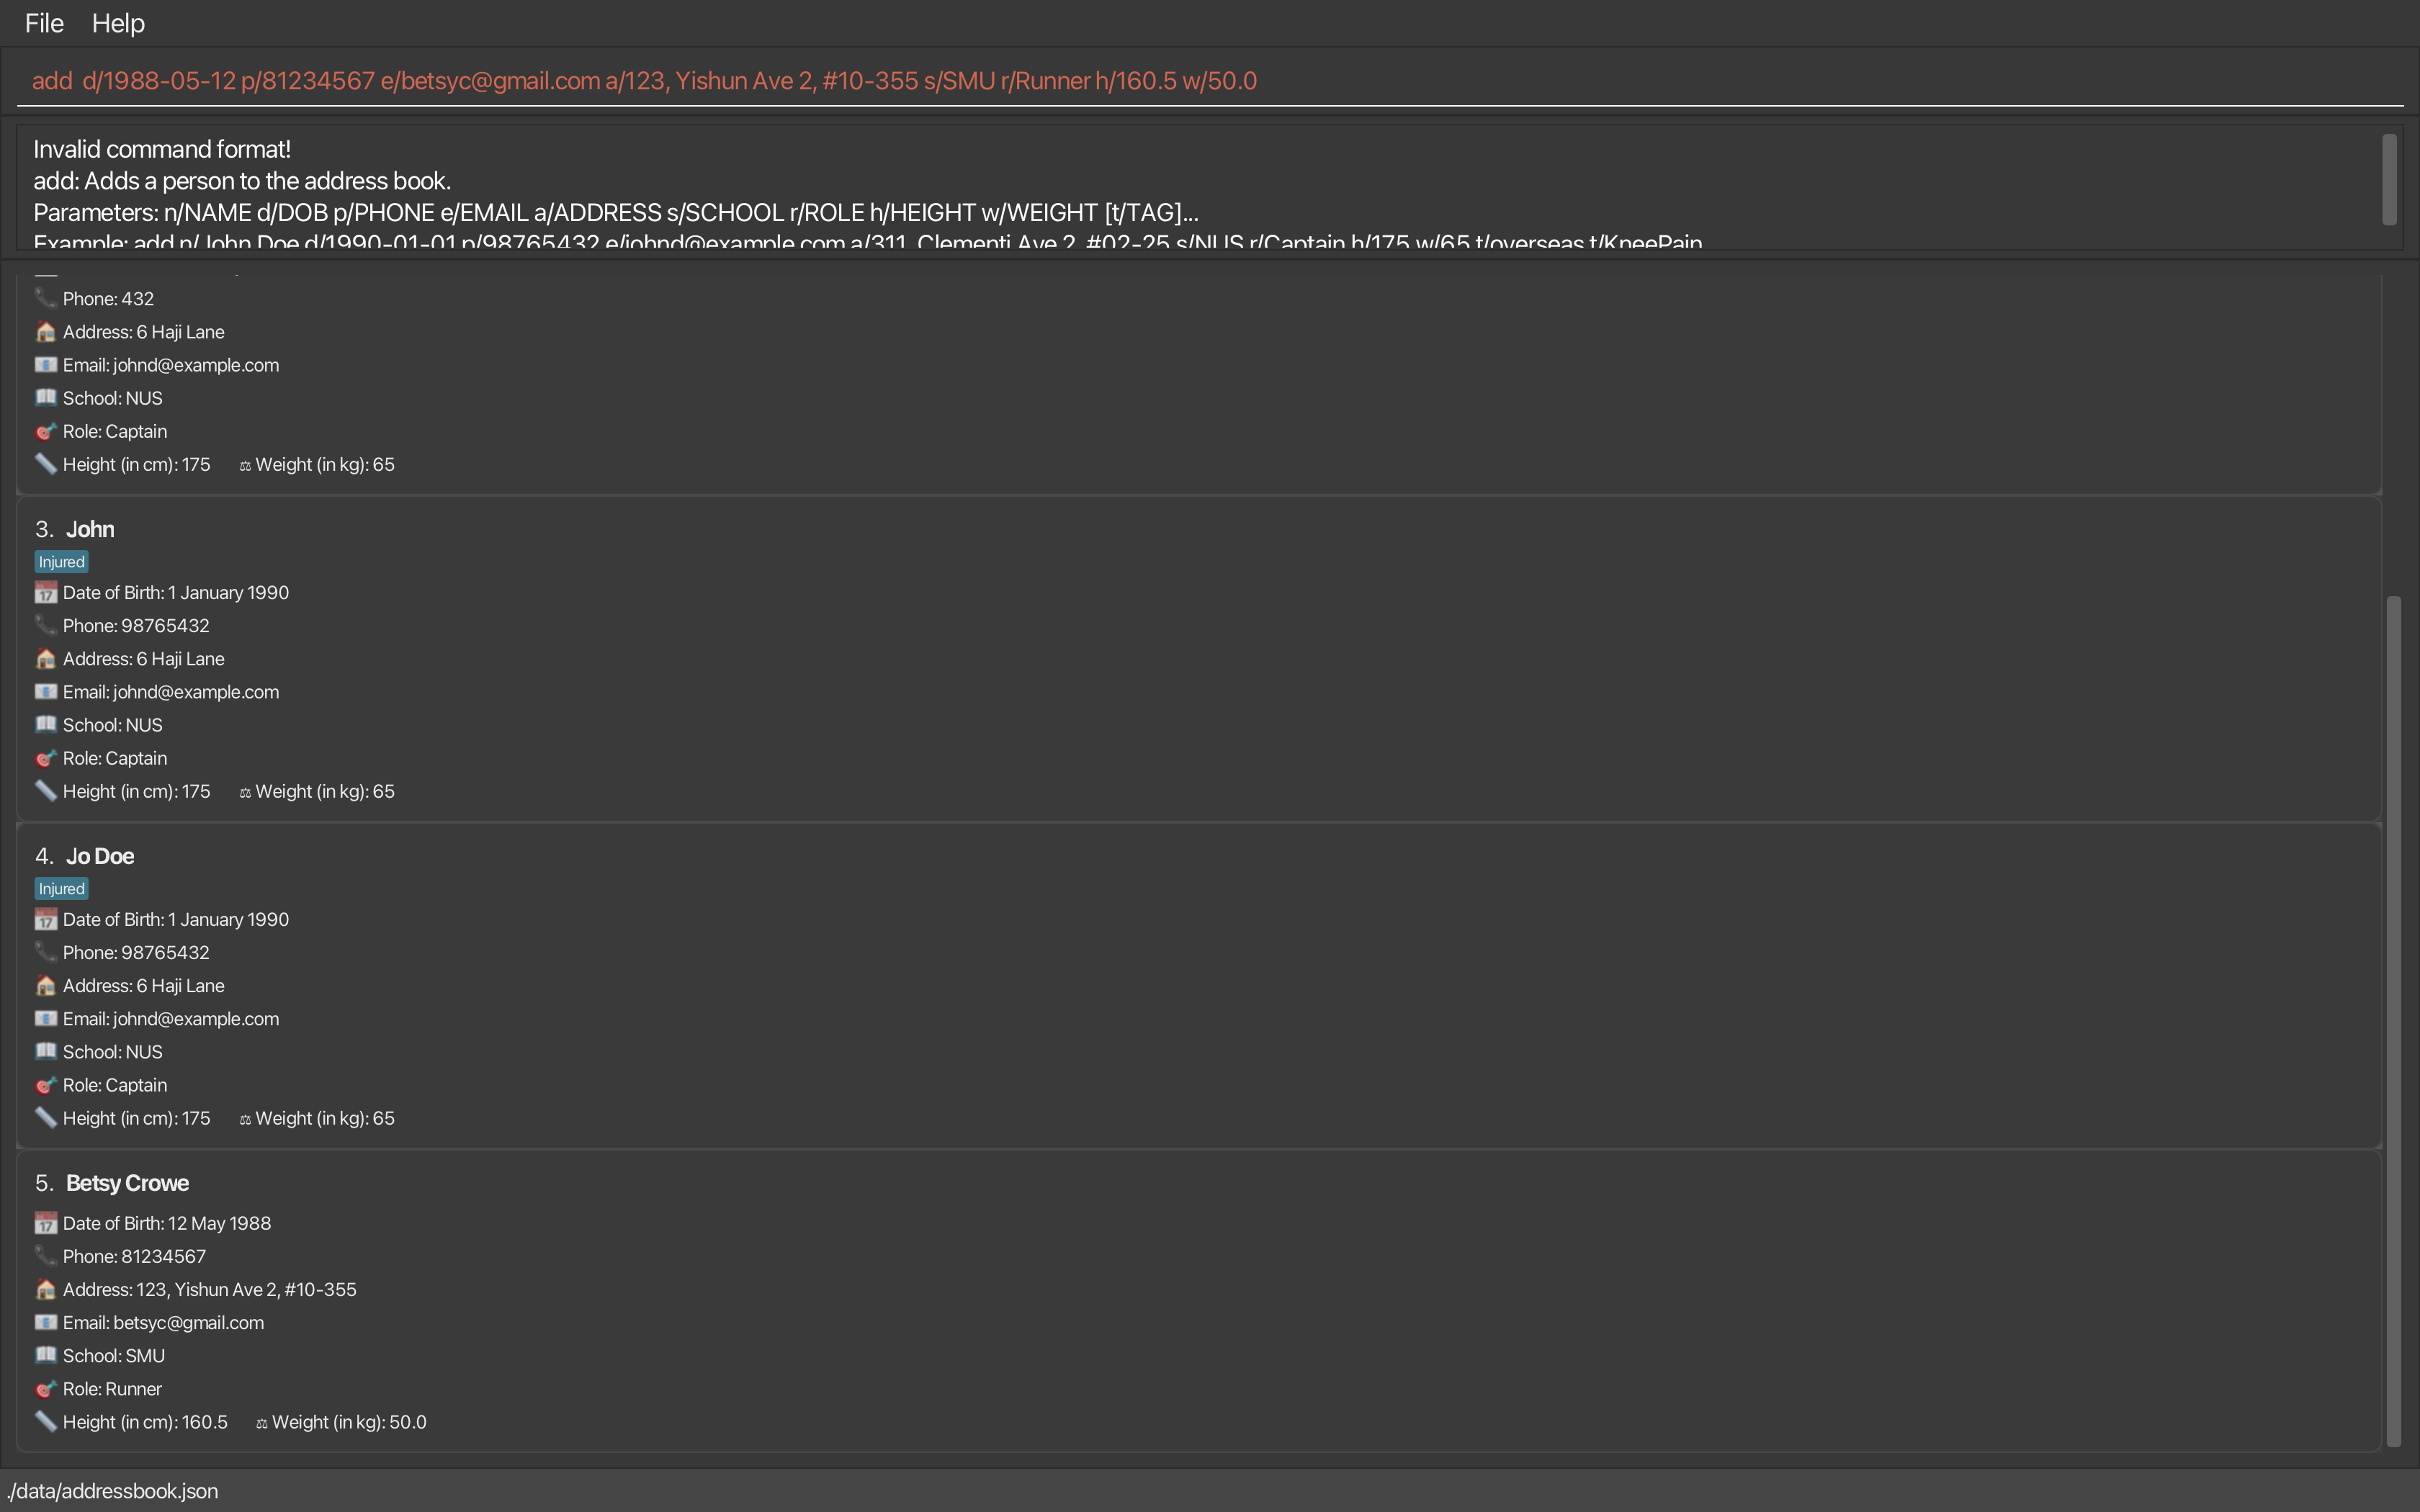 File Help
add  d/1988-05-12 p/81234567 e/betsyc@gmail.com a/123, Yishun Ave 2, #10-355 s/SMU r/Runner h/160.5 w/50.0
Invalid command format!
add: Adds a person to the address book.
Parameters: n/NAME d/DOB p/PHONE e/EMAIL a/ADDRESS s/SCHOOL r/ROLE h/HEIGHT w/WEIGHT [t/TAG]...
Example: add n/ John Doe d/1990-01-01 p/98765432 e/johnd@example.com a/311, Clementi Ave 2, #02-25 s/NUS r/Captain h/175 w/65 t/overseas t/KneePain
Phone: 432
Address: 6 Haji Lane
Email: johnd@example.com
School: NUS
Role: Captain
Height (in cm): 175 Weight (in kg): 65
3. John
Injured
Date of Birth: 1 January 1990
Phone: 98765432
Address: 6 Haji Lane
Email: johnd@example.com
School: NUS
Role: Captain
Height (in cm): 175 Weight (in kg): 65
4. Jo Doe
Injured
Date of Birth: 1 January 1990
Phone: 98765432
Address: 6 Haji Lane
Email: johnd@example.com
School: NUS
Role: Captain
Height (in cm): 175 Weight (in kg): 65
5. Betsy Crowe
Date of Birth: 12 May 1988
Phone: 81234567
Address: 123, Yishun Ave 2, #10-355
Email: betsyc@gmail.com
School: SMU
Role: Runner
Height (in cm): 160.5 Weight (in kg): 50.0
./data/addressbook.json